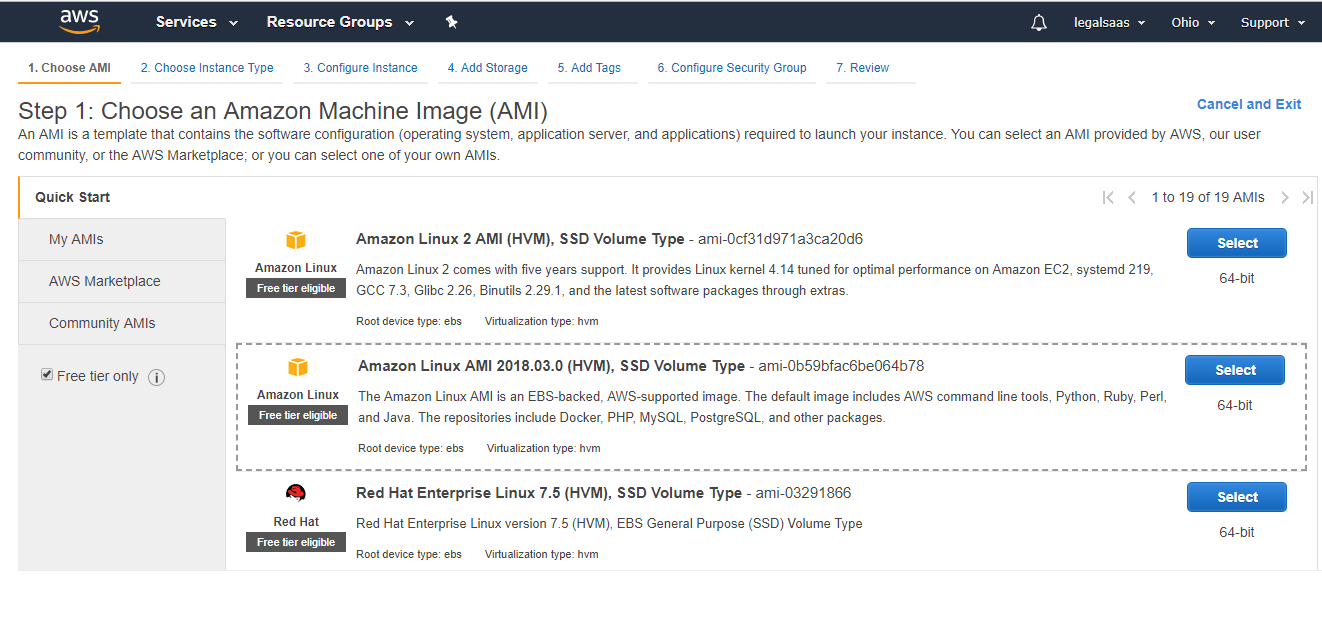 aws Services Resource Groups legalsaas Ohio Support
1. Choose AMI 2. Choose Instance Type 3. Configure Instance 4. Add Storage 5. Add Tags 6. Configure Security Group 7. Review
Step 1: Choose an Amazon Machine Image (AMI)
Cancel and Exit
An AMI is a template that contains the software configuration (operating system, application server, and applications) required to launch your instance. You can select an AMI provided by AWS, our user
community, or the AWS Marketplace; or you can select one of your own AMIs.
Quick Start
1 to 19 of 19 AMIs
My AMIs
AWS Marketplace
Community AMIs
Free tier only
Amazon Linux
Free tier eligible
Amazon Linux 2 AMI (HVM), SSD Volume Type - ami-0cf31d971a3ca20d6
Amazon Linux 2 comes with five years support. It provides Linux kernel 4.14 tuned for optimal performance on Amazon EC2, systemd 219,
GCC 7.3, Glibc 2.26, Binutils 2.29.1, and the latest software packages through extras.
Root device type: ebs Virtualization type: hvm
Select
64-bit
Amazon Linux
Free tier eligible
Amazon Linux AMI 2018.03.0 (HVM), SSD Volume Type - ami-0b59bfac6be064b78
The Amazon Linux AMI is an EBS-backed, AWS-supported image. The default image includes AWS command line tools, Python, Ruby, Perl,
and Java. The repositories include Docker, PHP, MySQL, PostgreSQL, and other packages.
Root device type: ebs Virtualization type: hvm
Select
64-bit
Red Hat
Free tier eligible
Red Hat Enterprise Linux 7.5 (HVM), SSD Volume Type - ami-03291866
Red Hat Enterprise Linux version 7.5 (HVM), EBS General Purpose (SSD) Volume Type
Root device type: ebs Virtualization type: hvm
Select
64-bit